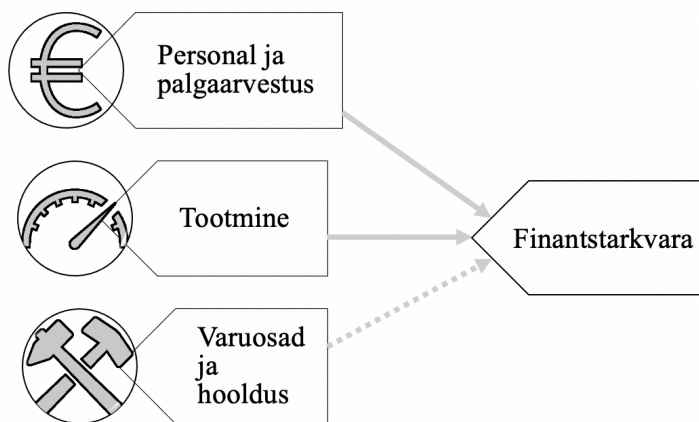 Personal ja
palgaarvestus
Tootmine
Finantstarkvara
Varuosad
ja
hooldus